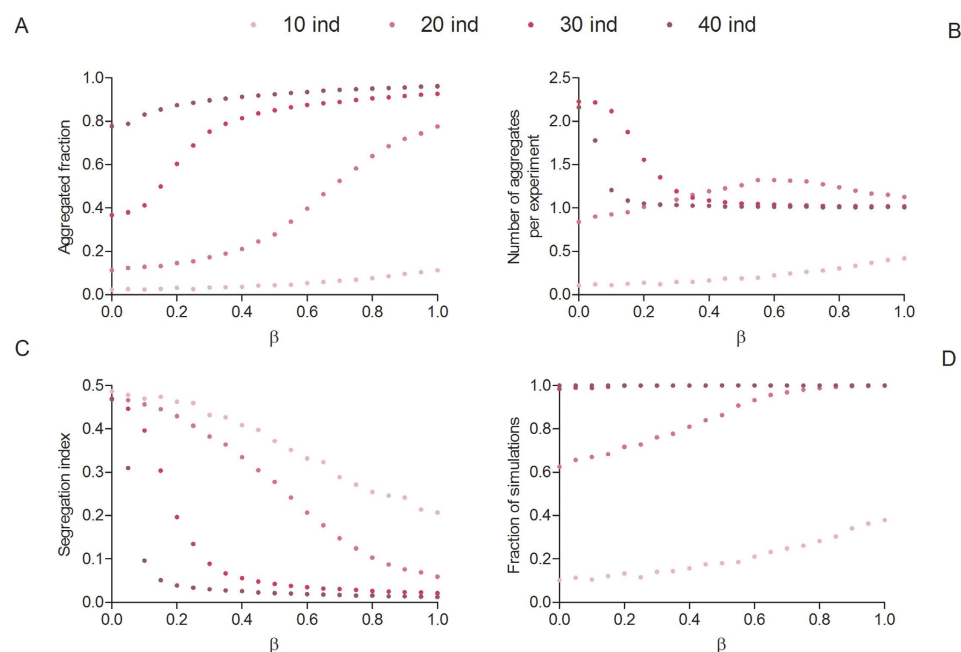 A
10 ind
20 ind
30 ind
40 ind
B
Aggregated fraction
1.0
0.8
0.6
0.4
0.2
0.0
0.0
0.2
0.4
0.6
0.8
1.0
β
Number of aggregates
per experiment
2.5
2.0
1.5
1.0
0.5
0.0
0.0
0.2
0.4
0.6
0.8
1.0
β
C
Segregation index
0.5
0.4
0.3
0.2
0.1
0.0
0.0
0.2
0.4
0.6
0.8
1.0
β
D
Fraction of simulations
1.0
0.8
0.6
0.4
0.2
0.0
0.0
0.2
0.4
0.6
0.8
1.0
β